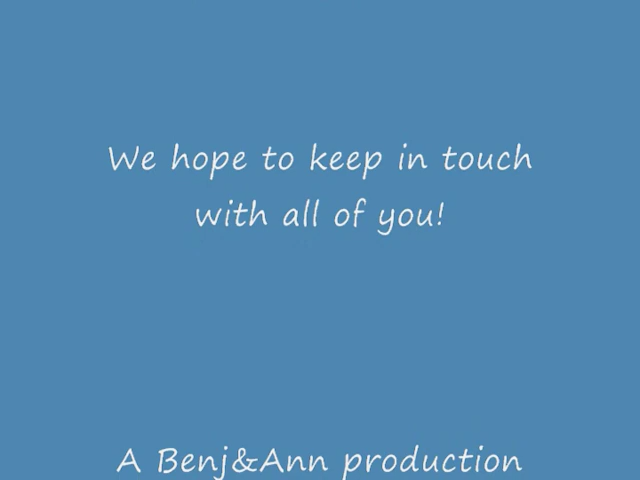 We hope to keep in touch
with all of you!
A Benj&Ann production